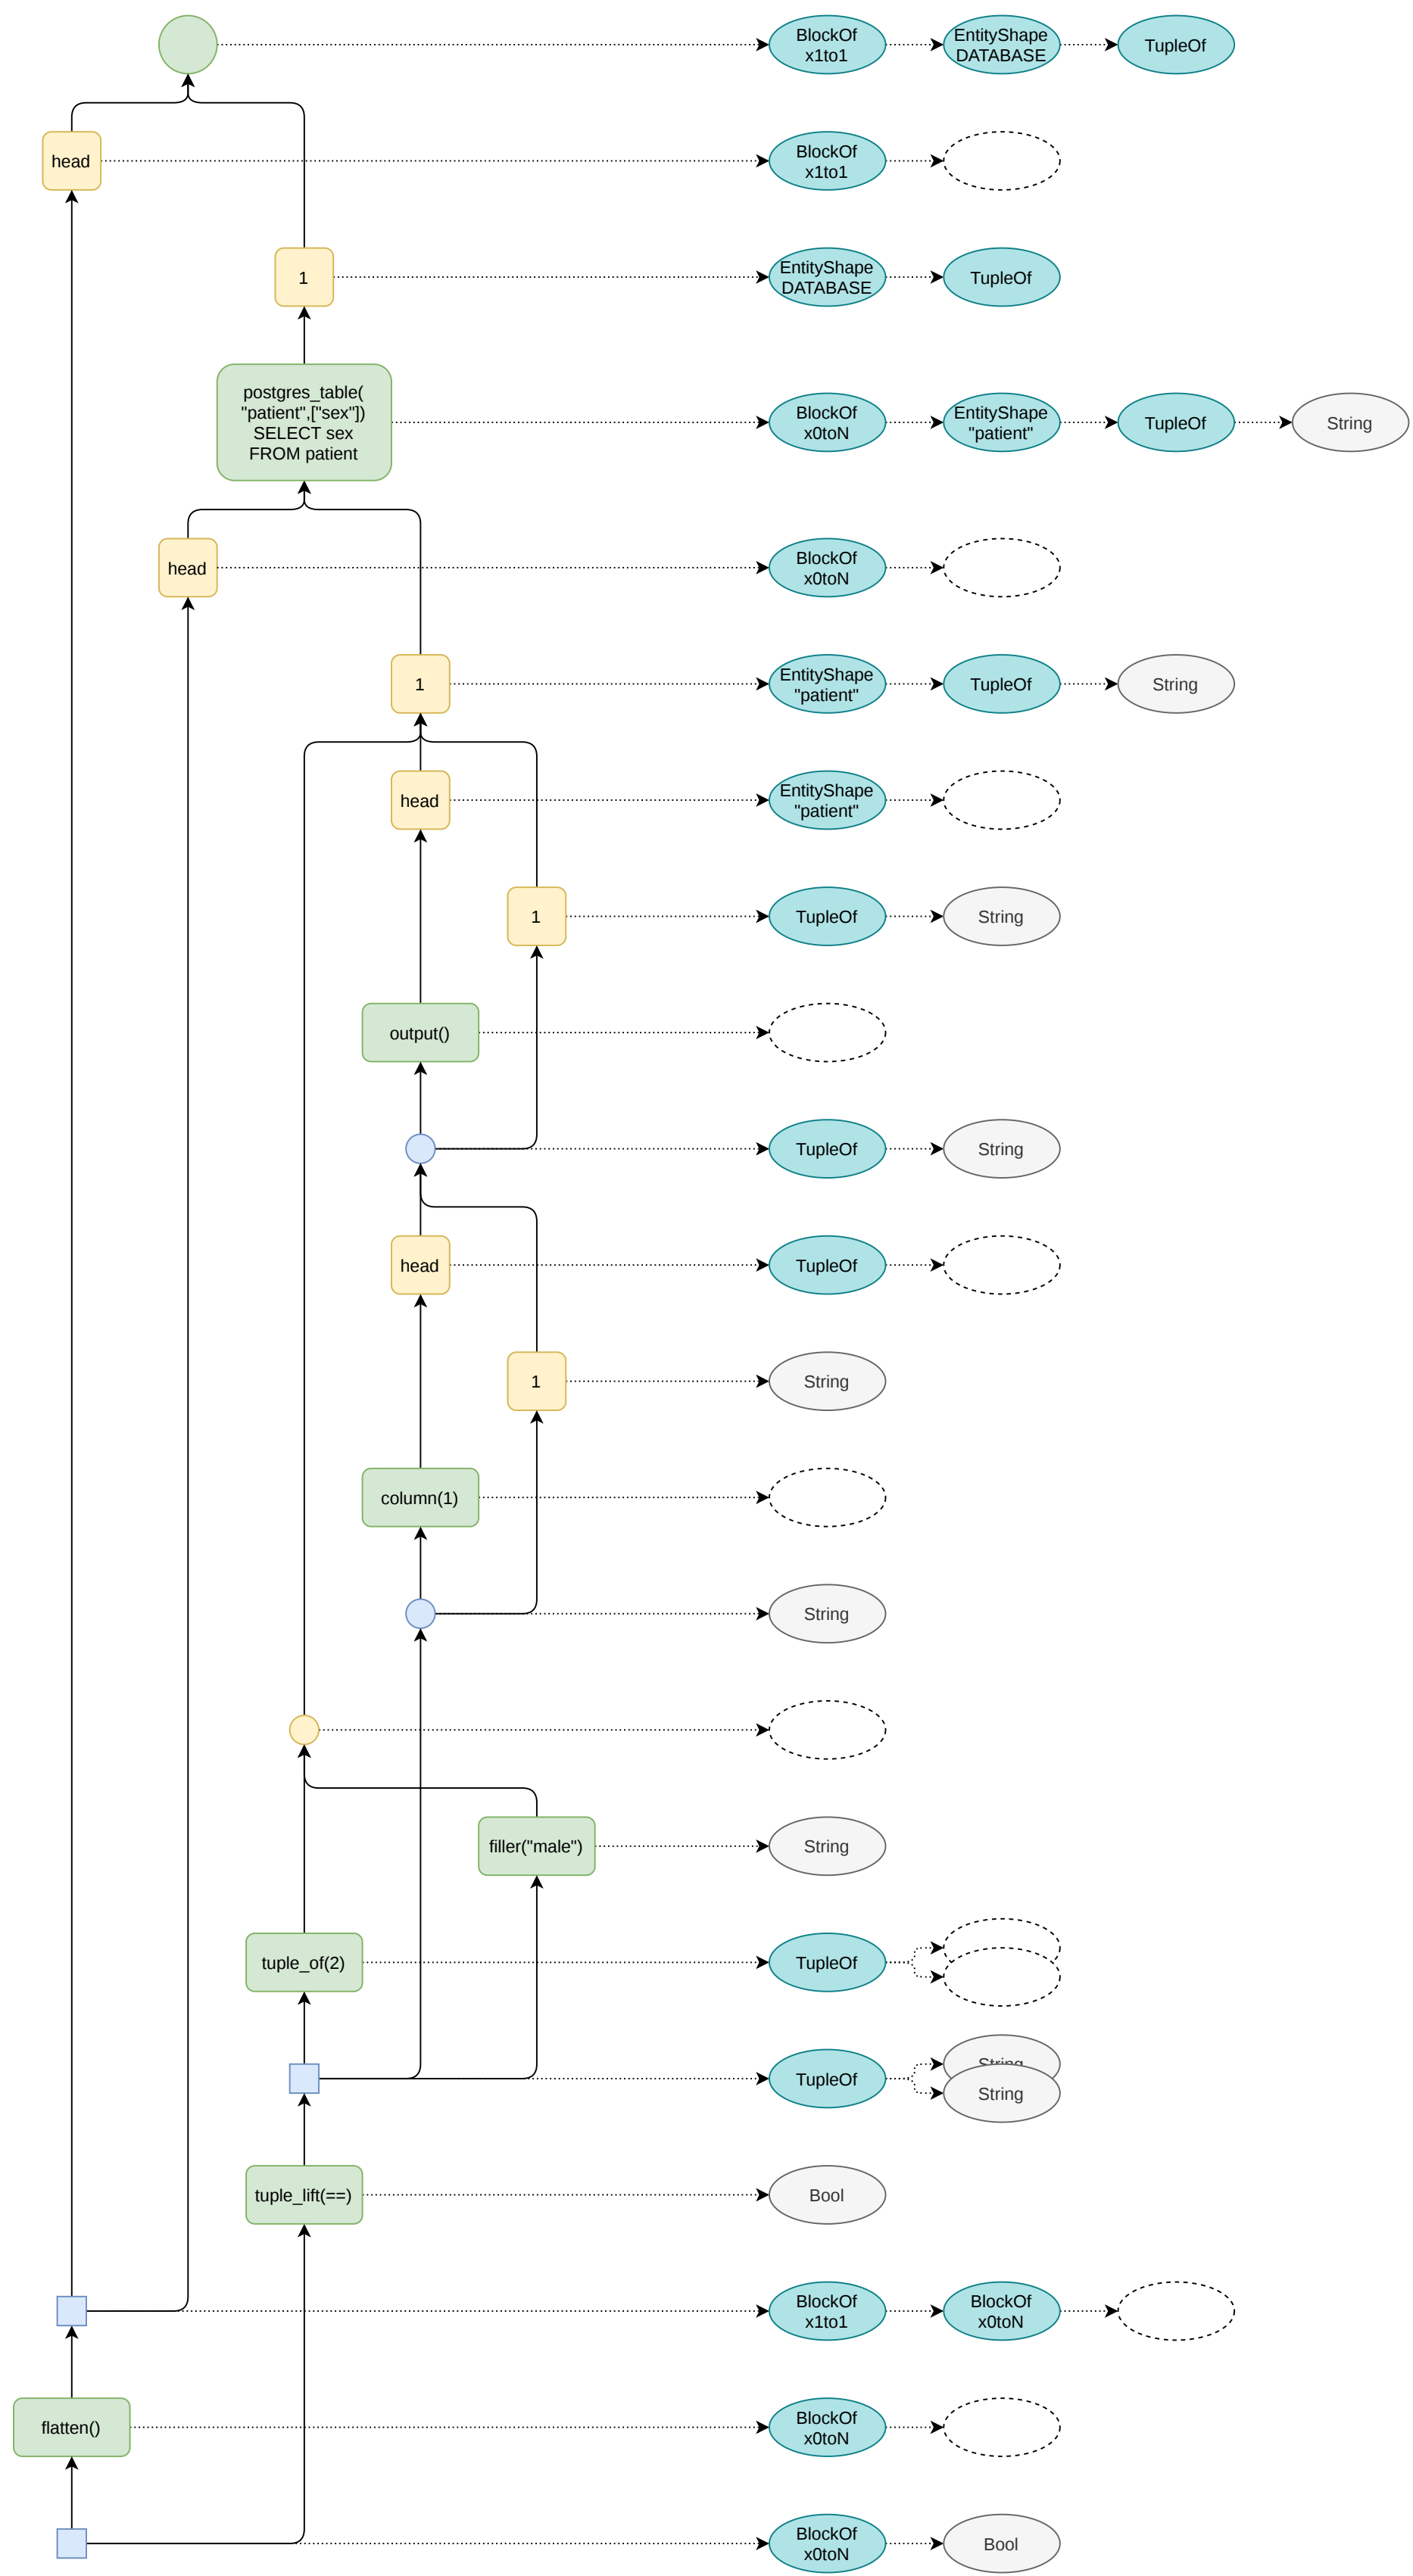 BlockOf
x1to1
EntityShape
DATABASE
TupleOf
head
BlockOf
x1to1
1
EntityShape
DATABASE
TupleOf
postgres_table(
"patient",["sex"])
SELECT sex
FROM patient
BlockOf
x0toN
EntityShape
"patient"
TupleOf
String
head
BlockOf
x0toN
1
EntityShape
"patient"
TupleOf
String
head
EntityShape
"patient"
1
TupleOf
String
output()
TupleOf
String
head
TupleOf
1
String
column(1)
String
filler("male")
String
tuple_of(2)
TupleOf
TupleOf
String
String
tuple_lift(==)
Bool
BlockOf
x1to1
BlockOf
x0toN
flatten()
BlockOf
x0toN
BlockOf
x0toN
Bool